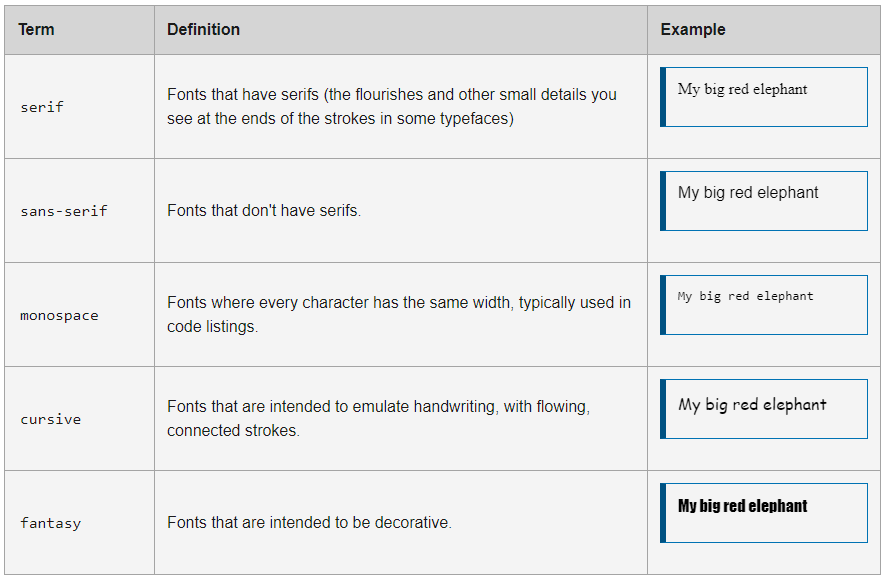 Term Definition Example
serif
Fonts that have serifs (the flourishes and other small details you
see at the ends of the strokes in some typefaces)
My big red elephant
sans-serif
Fonts that don't have serifs.
My big red elephant
monospace
Fonts where every character has the same width, typically used in
code listings.
My big red elephant
cursive
Fonts that are intended to emulate handwriting, with flowing,
connected strokes.
My big red elephant
fantasy
Fonts that are intended to be decorative.
My big red elephant